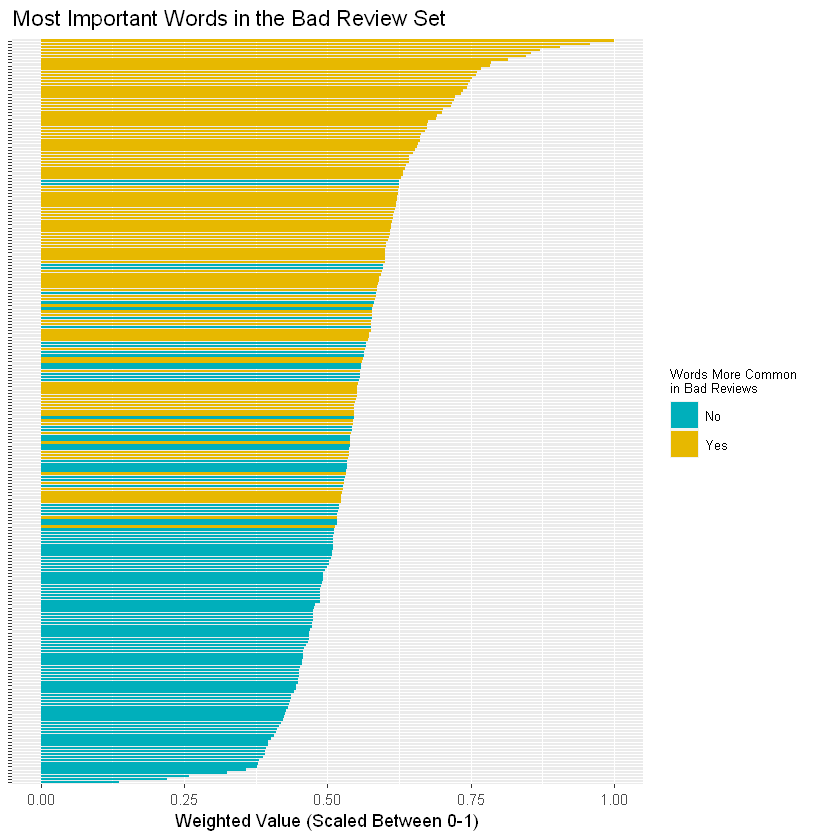 Most Important Words in the Bad Review Set
Words More Common
in Bad Reviews
No
Yes
0.00 0.25 0.50 0.75 1.00
Weighted Value (Scaled Between 0-1)